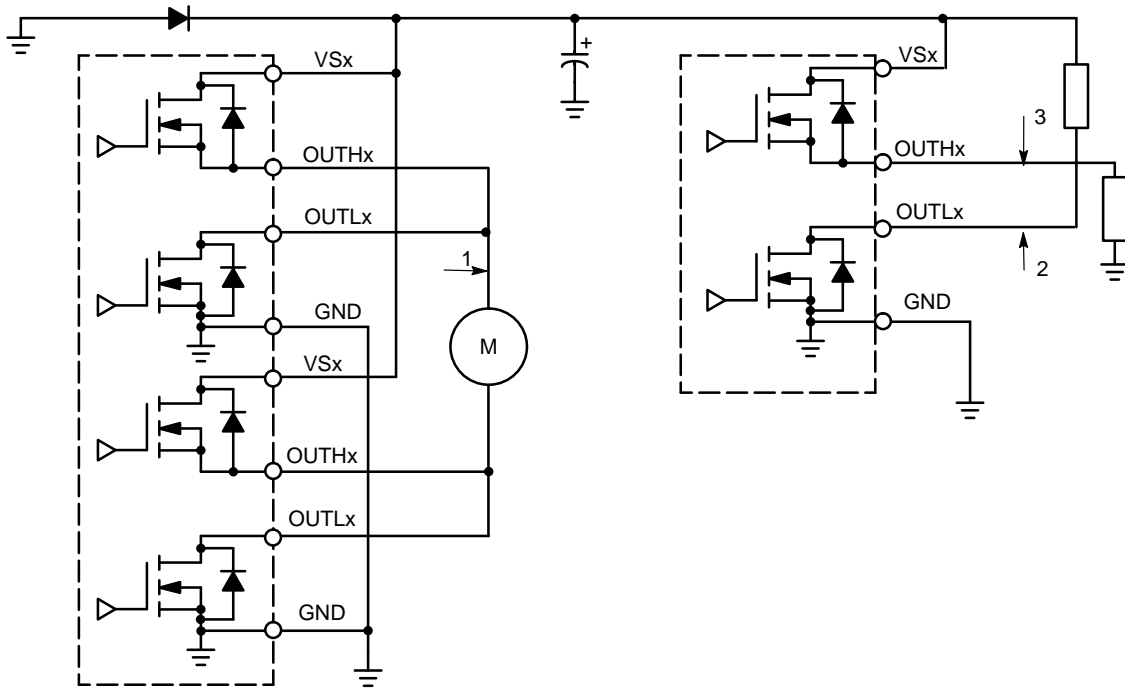 VSx
OUTHx
OUTLx
1
GND
M
VSx
OUTHx
OUTLx
GND
+
VSx
3
OUTHx
OUTLx
2
GND